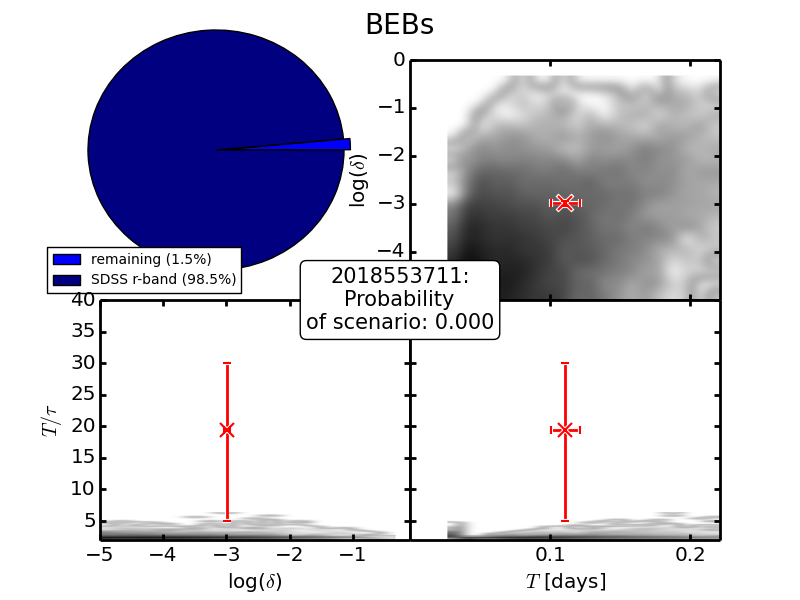 BEBs
remaining (1.5%)
SDSS r-band (98.5%)
0
−1
−2
−3
−4
log(δ)
2018553711:
Probability
of scenario: 0.000
40
35
30
25
20
15
10
5
T/τ
−5 −4 −3 −2 −1
log(δ)
0.1 0.2
T [days]